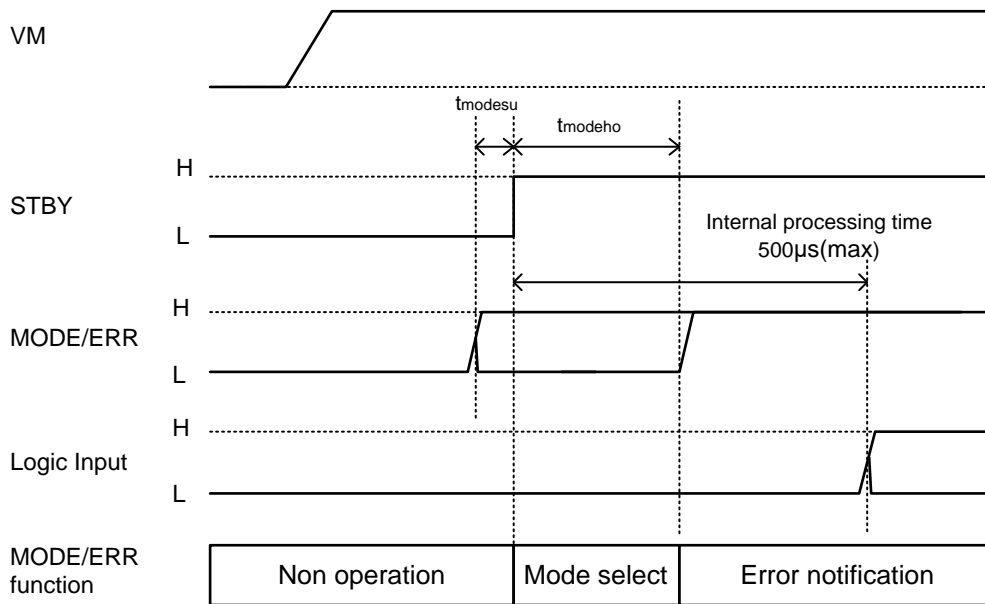 VM
tmodesu
tmodeho
H
STBY
L
Internal processing time
500µs(max)
H
MODE/ERR
L
H
Logic Input
L
MODE/ERR
function
Non operation
Mode select
Error notification